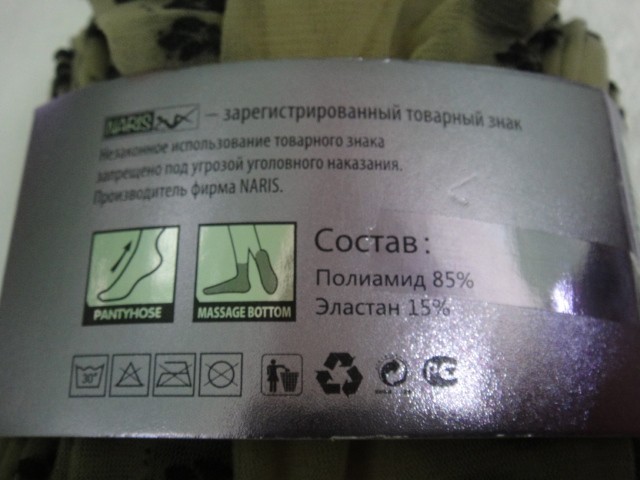 NARIS — зарегистрированный товарный знак
Незаконное использование товарного знака
запрещено под угрозой уголовного наказания.
Производитель фирма NARIS.
PANTYHOSE
MASSAGE BOTTOM
Состав:
Полиамид 85%
Эластан 15%
30°